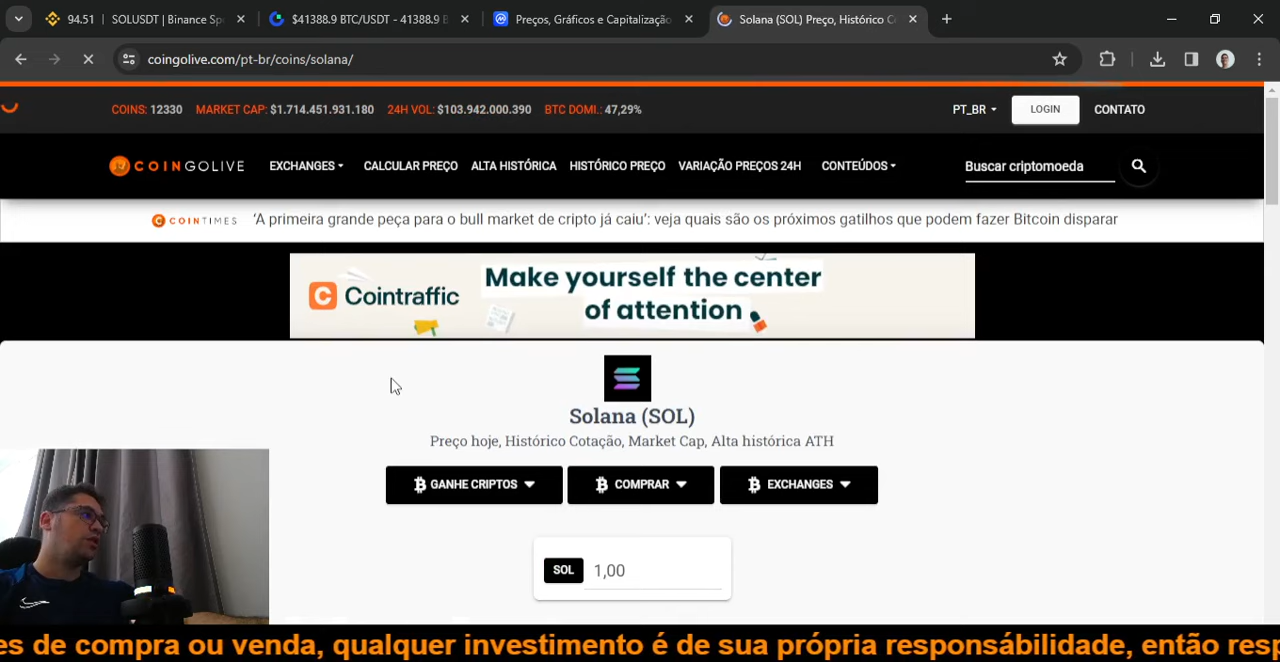 94.51 | SOLUSDT | Binance Sp
$41388.9 BTC/USDT - 41388.9 B
Preços, Gráficos e Capitalização
Solana (SOL) Preço, Histórico C
coingolive.com/pt-br/coins/solana/
COINS: 12330 MARKET CAP: $1.714.451.931.180 24H VOL: $103.942.000.390 BTC DOMI.: 47,29%
PT_BR LOGIN CONTATO
COINGOLIVE EXCHANGES CALCULAR PREÇO ALTA HISTÓRICA HISTÓRICO PREÇO VARIAÇÃO PREÇOS 24H CONTEÚDOS Buscar criptomoeda
COINTIMES 'A primeira grande peça para o bull market de cripto já caiu': veja quais são os próximos gatilhos que podem fazer Bitcoin disparar
C Cointraffic
Make yourself the center
of attention
Solana (SOL)
Preço hoje, Histórico Cotação, Market Cap, Alta histórica ATH
GANHE CRIPTOS COMPRAR EXCHANGES
SOL 1,00
es de compra ou venda, qualquer investimento é de sua própria responsábilidade, então resp